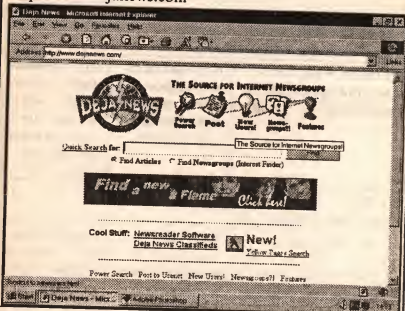 Deja News - Microsoft Internet Explorer
File Edit View Go Favorites Help
Address http://www.dejanews.com/
Links
DEJA NEWS
THE SOURCE FOR INTERNET NEWSGROUPS
Power Search Post New Users! News-groups?! Features
Quick Search for:
The Source for Internet Newsgroups!
Find Articles Find Newsgroups (Interest Finder)
Find a new
& Flame Click here!
Cool Stuff: Newsreader Software
Deja News Classifieds
New!
Yellow Pages Search
Power Search Post to Usenet New Users! Newsgroups?! Features
Start Deja News - Micr... Adobe Photoshop